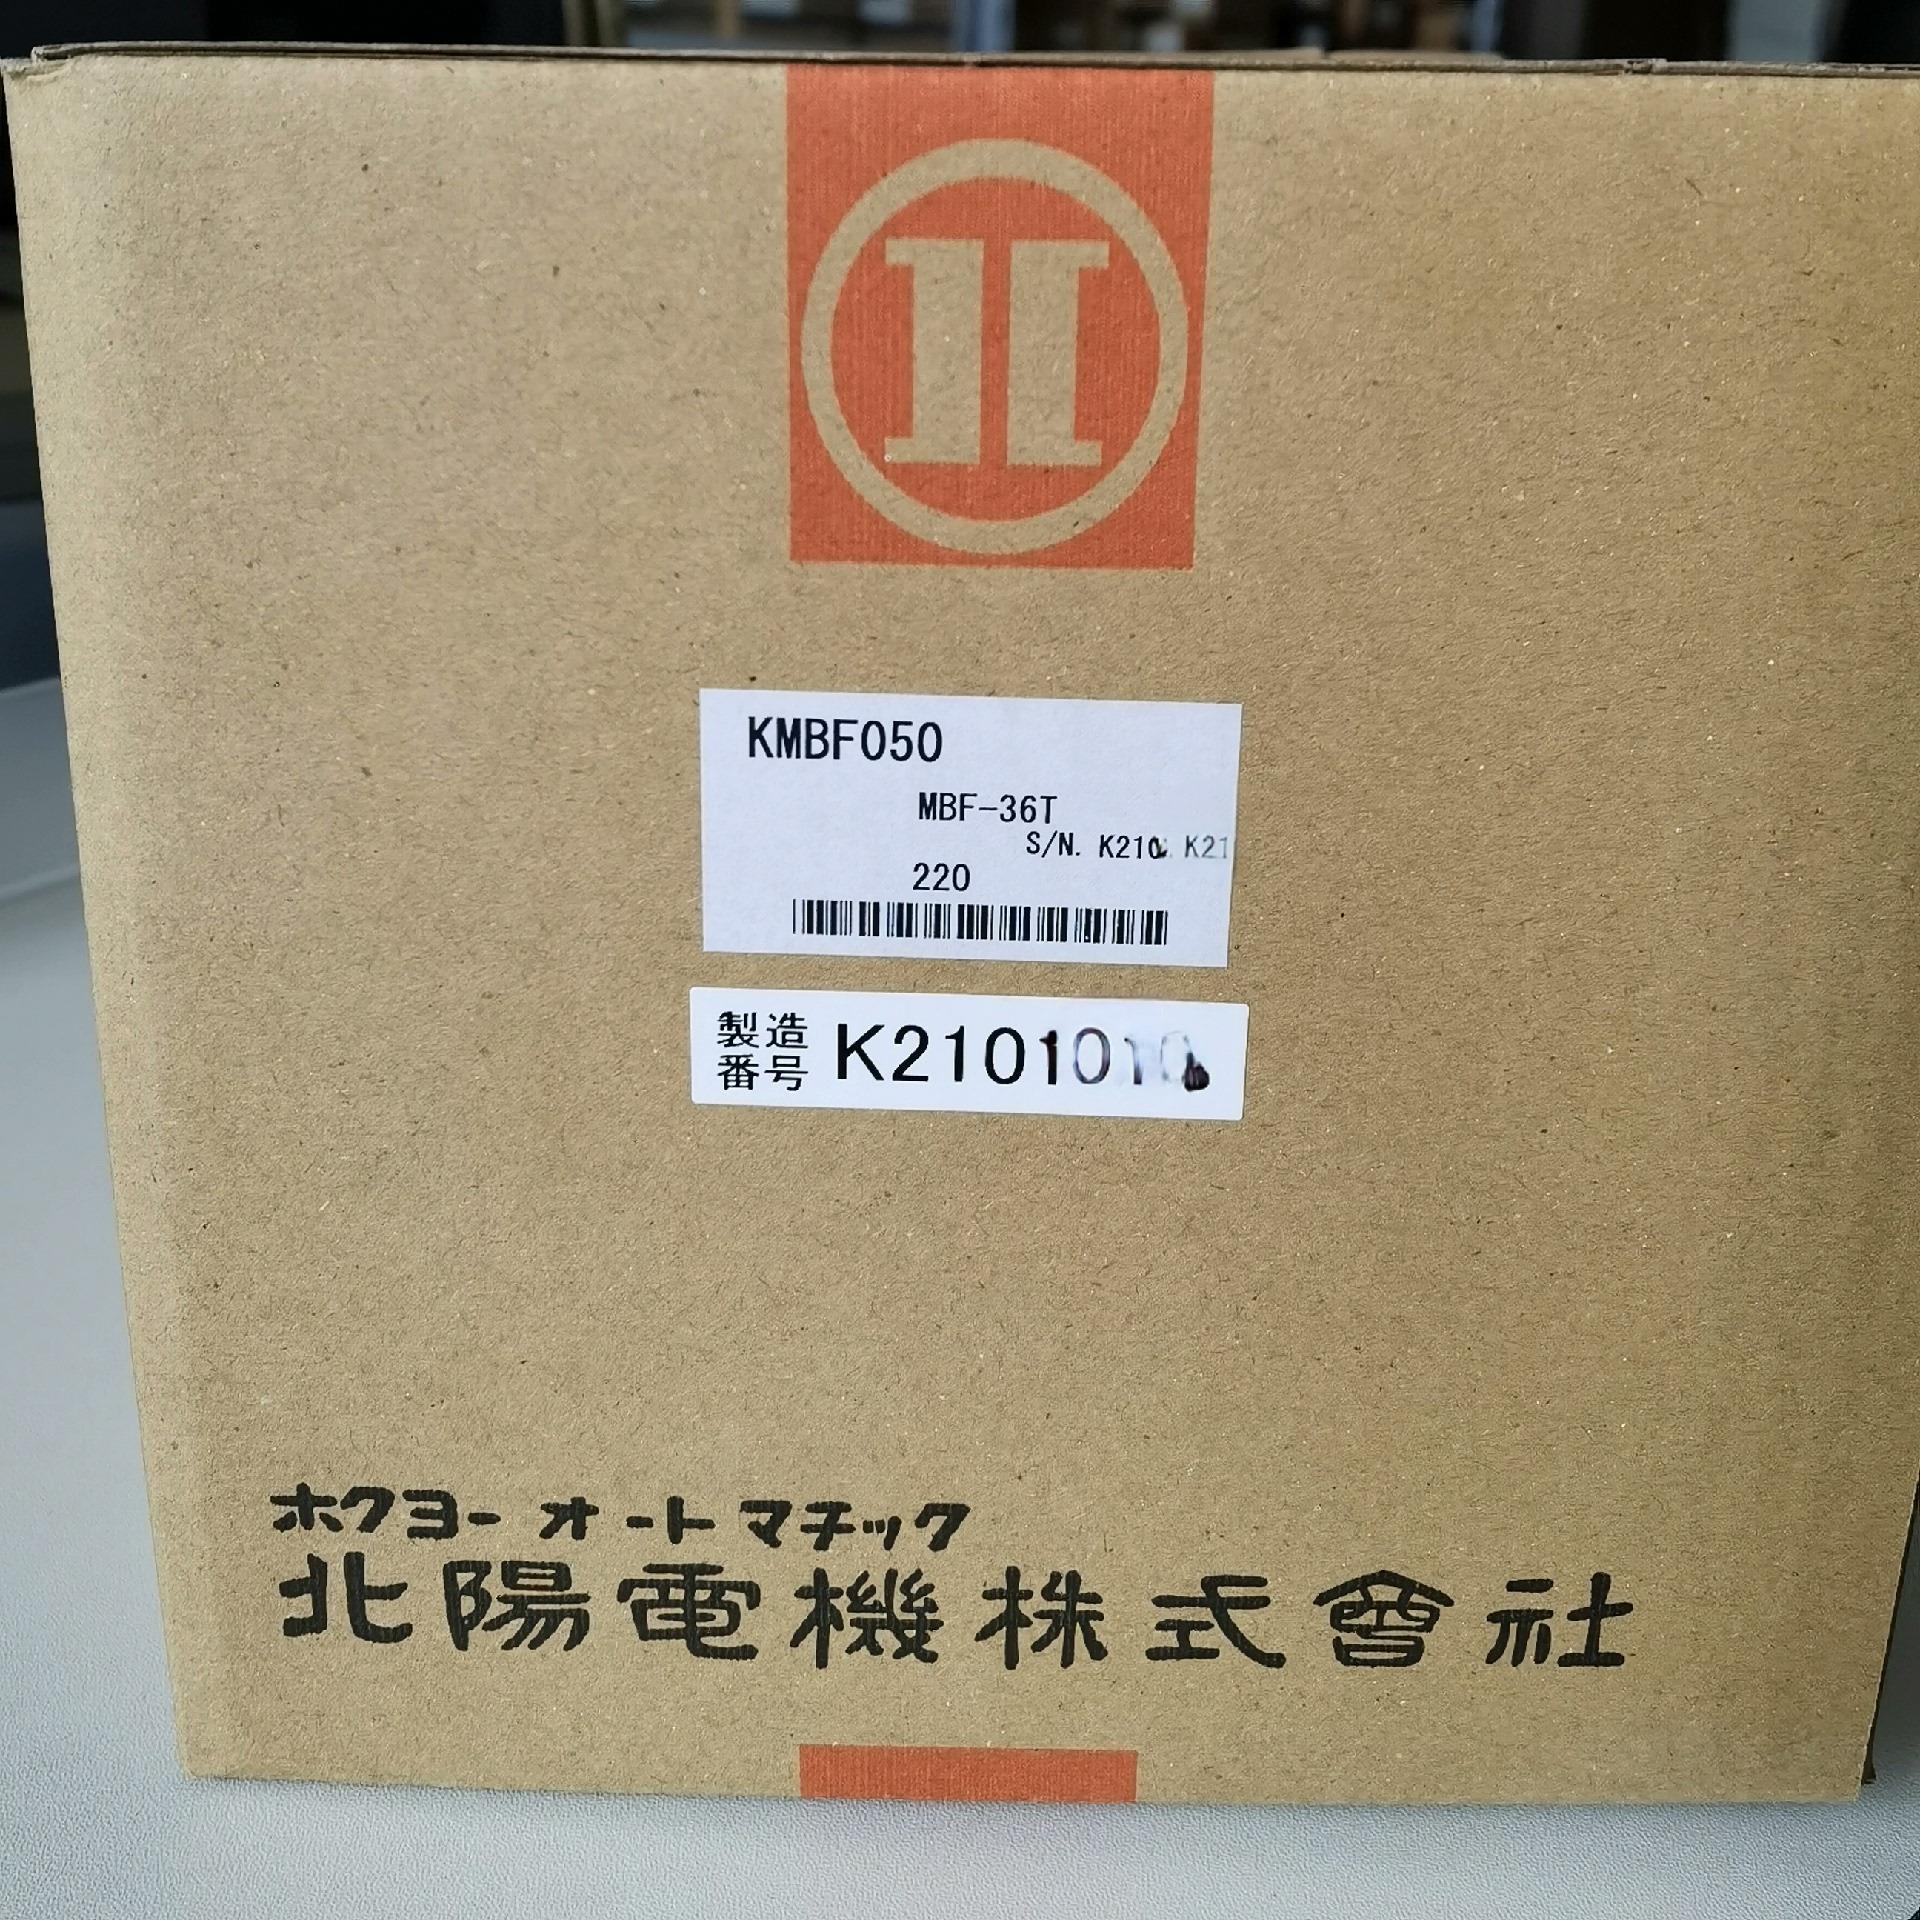 KMBF050
MBF-36T
S/N. K210
220
製造
番号
ホクヨーオートマチック
北陽電機株式會社